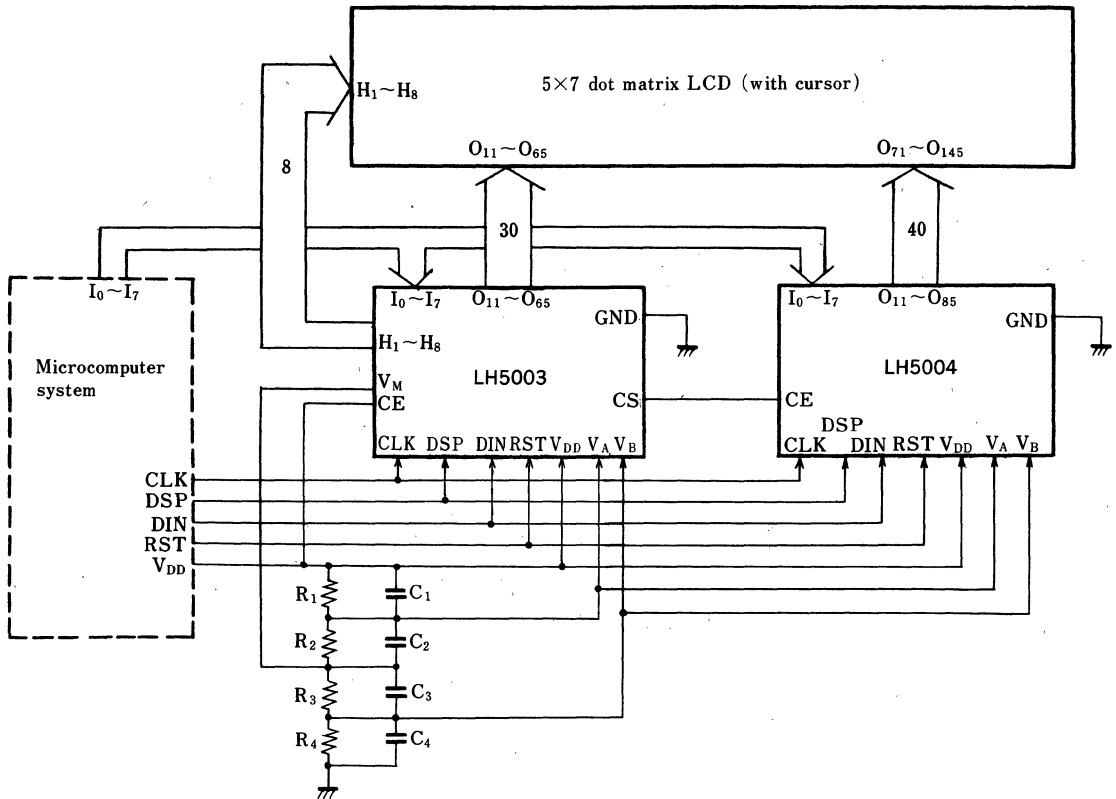 5×7 dot matrix LCD (with cursor)
H₁~H₈
O₁₁~O₆₅
O₇₁~O₁₄₅
8
30
40
I₀~I₇
I₀~I₇
O₁₁~O₆₅
I₀~I₇
O₁₁~O₈₅
GND
GND
H₁~H₈
Microcomputer
system
LH5003
LH5004
V_M
CE
CS
CE
CLK DSP DIN RST V_DD V_A V_B
DSP
CLK DIN RST V_DD V_A V_B
CLK
DSP
DIN
RST
V_DD
R₁
C₁
R₂
C₂
R₃
C₃
R₄
C₄